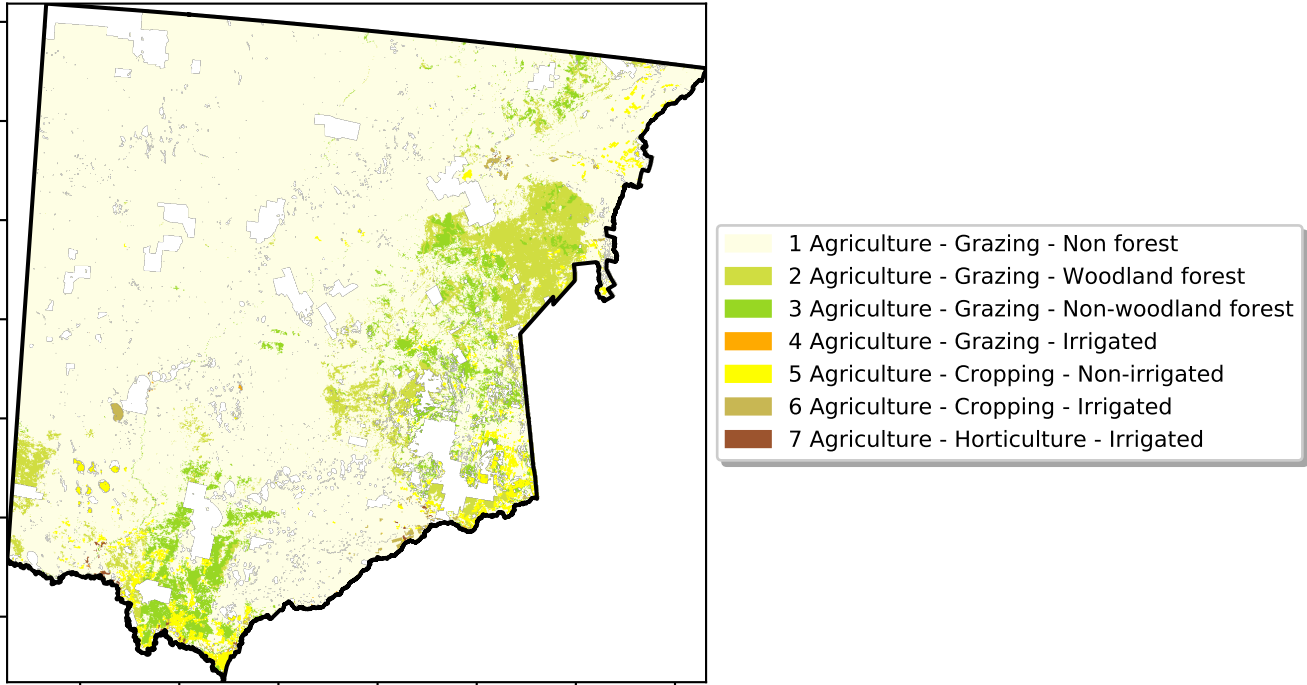 1 Agriculture - Grazing - Non forest
2 Agriculture - Grazing - Woodland forest
3 Agriculture - Grazing - Non-woodland forest
4 Agriculture - Grazing - Irrigated
5 Agriculture - Cropping - Non-irrigated
6 Agriculture - Cropping - Irrigated
7 Agriculture - Horticulture - Irrigated